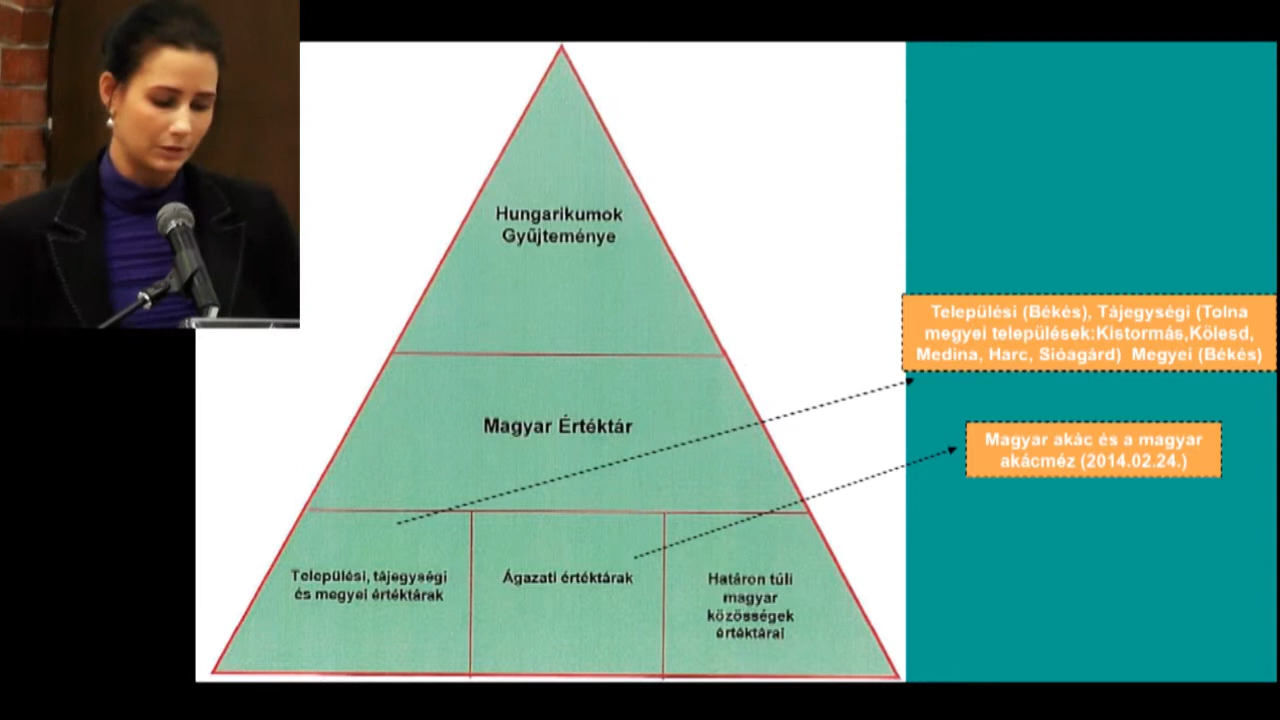 Hungarikumok
Gyűjteménye
Települési (Békés), Tájegységi (Tolna
megyei települések:Kistormás,Kölesd,
Medina, Harc, Sióagárd) Megyei (Békés)
Magyar Értéktár
Magyar akác és a magyar
akácméz (2014.02.24.)
Települési, tájegységi
és megyei értéktárak
Ágazati értéktárak
Határon túli
magyar
közösségek
értéktárai